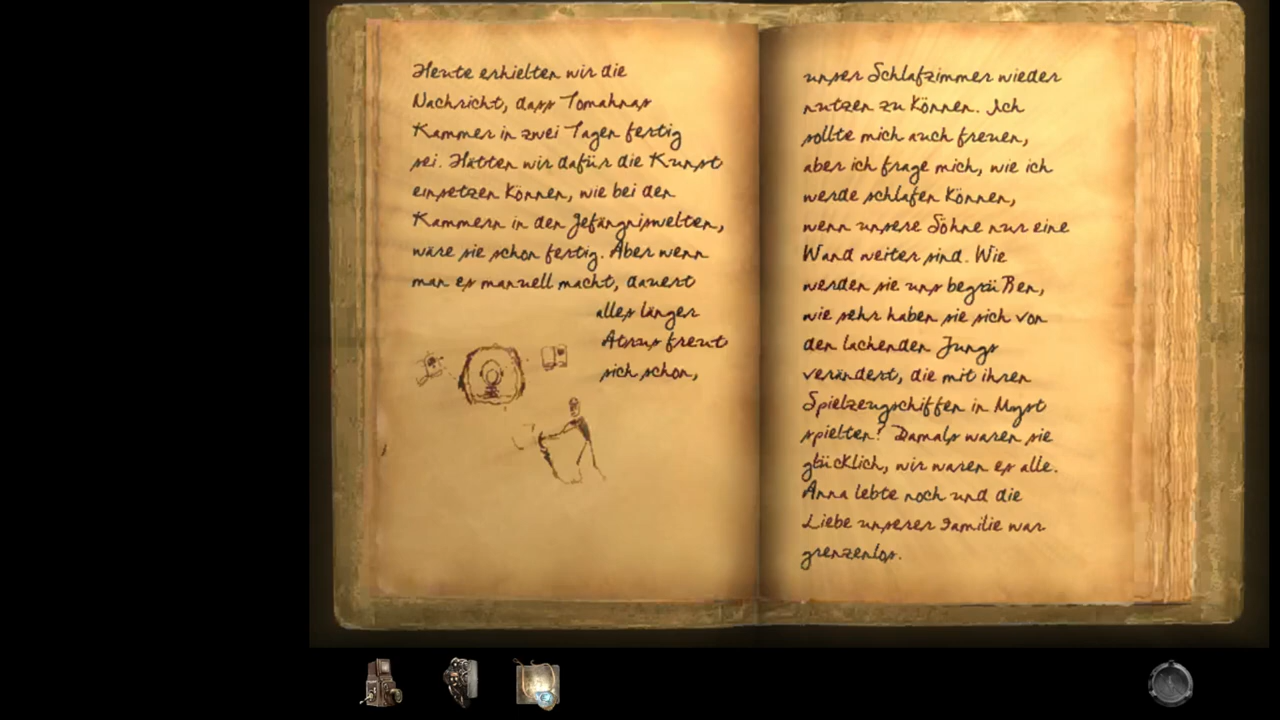 Heute erhielten wir die
Nachricht, dass Tomahnas
Kammer in zwei Tagen fertig
sei. Hätten wir dafür die Kunst
einsetzen können, wie bei den
Kammern in den Gefängniswelten,
wäre sie schon fertig. Aber wenn
man es manuell macht, dauert
alles länger
Atrus freut
sich schon,
unser Schlafzimmer wieder
nutzen zu können. Ich
sollte mich auch freuen,
aber ich frage mich, wie ich
werde schlafen können,
wenn unsere Söhne nur eine
Wand weiter sind. Wie
werden sie uns begrüßen,
wie sehr haben sie sich von
den lachenden Jungs
verändert, die mit ihren
Spielzeugschiffen in Myst
spielten? Damals waren sie
glücklich, wir waren es alle.
Anna lebte noch und die
Liebe unserer Familie war
grenzenlos.